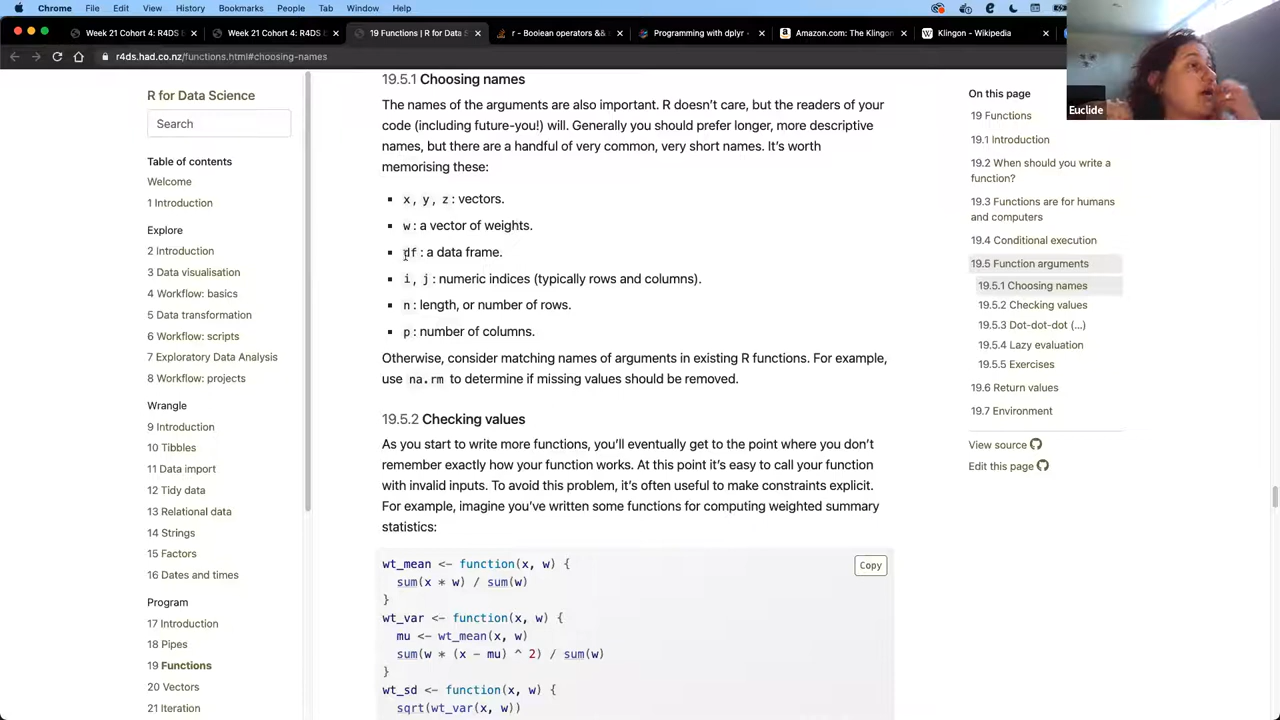 Chrome File Edit View History Bookmarks People Tab Window Help
Week 21 Cohort 4: R4DS E
Week 21 Cohort 4: R4DS E
19 Functions | R for Data S
r - Boolean operators &&
Programming with dplyr
Amazon.com: The Klingon
Klingon - Wikipedia
r4ds.had.co.nz/functions.html#choosing-names
Euclide
R for Data Science
Search
Table of contents
Welcome
1 Introduction
Explore
2 Introduction
3 Data visualisation
4 Workflow: basics
5 Data transformation
6 Workflow: scripts
7 Exploratory Data Analysis
8 Workflow: projects
Wrangle
9 Introduction
10 Tibbles
11 Data import
12 Tidy data
13 Relational data
14 Strings
15 Factors
16 Dates and times
Program
17 Introduction
18 Pipes
19 Functions
20 Vectors
21 Iteration
19.5.1 Choosing names
The names of the arguments are also important. R doesn't care, but the readers of your
code (including future-you!) will. Generally you should prefer longer, more descriptive
names, but there are a handful of very common, very short names. It's worth
memorising these:
x, y, z: vectors.
w: a vector of weights.
df: a data frame.
i, j: numeric indices (typically rows and columns).
n: length, or number of rows.
p: number of columns.
Otherwise, consider matching names of arguments in existing R functions. For example,
use na.rm to determine if missing values should be removed.
19.5.2 Checking values
As you start to write more functions, you'll eventually get to the point where you don't
remember exactly how your function works. At this point it's easy to call your function
with invalid inputs. To avoid this problem, it's often useful to make constraints explicit.
For example, imagine you've written some functions for computing weighted summary
statistics:
Copy
wt_mean <- function(x, w) {
sum(x * w) / sum(w)
}
wt_var <- function(x, w) {
mu <- wt_mean(x, w)
sum(w * (x - mu) ^ 2) / sum(w)
}
wt_sd <- function(x, w) {
sqrt(wt_var(x, w))
On this page
19 Functions
19.1 Introduction
19.2 When should you write a
function?
19.3 Functions are for humans
and computers
19.4 Conditional execution
19.5 Function arguments
19.5.1 Choosing names
19.5.2 Checking values
19.5.3 Dot-dot-dot (…)
19.5.4 Lazy evaluation
19.5.5 Exercises
19.6 Return values
19.7 Environment
View source
Edit this page